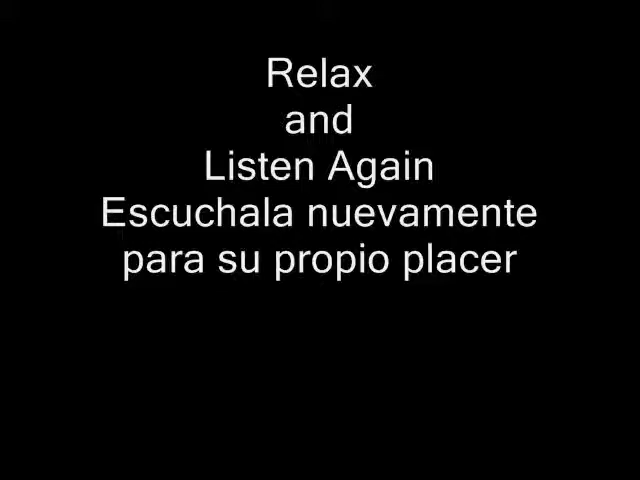 Relax
and
Listen Again
Escuchala nuevamente
para su propio placer